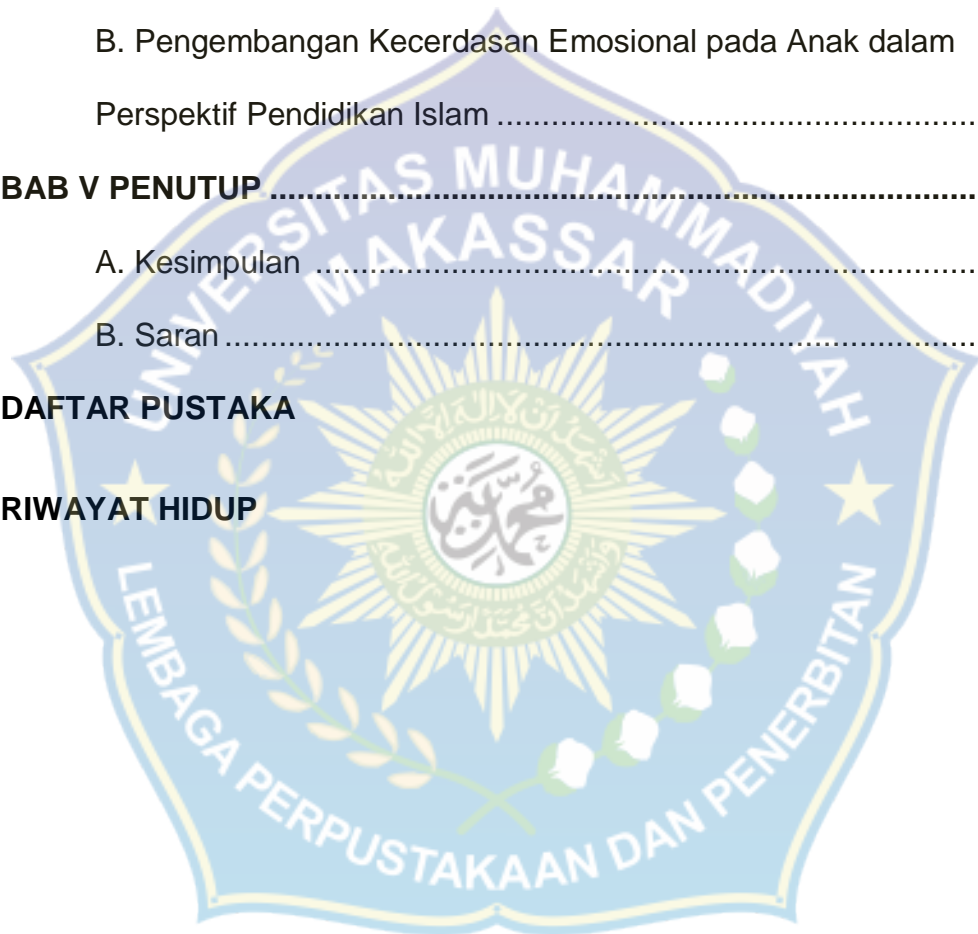 B. Pengembangan Kecerdasan Emosional pada Anak dalam
Perspektif Pendidikan Islam ......................................................
BAB V PENUTUP ..............................................................................
A. Kesimpulan ..........................................................................
B. Saran ....................................................................................
DAFTAR PUSTAKA
RIWAYAT HIDUP
UNIVERSITAS MUHAMMADIYAH
MAKASSAR
LEMBAGA PERPUSTAKAAN DAN PENERBITAN